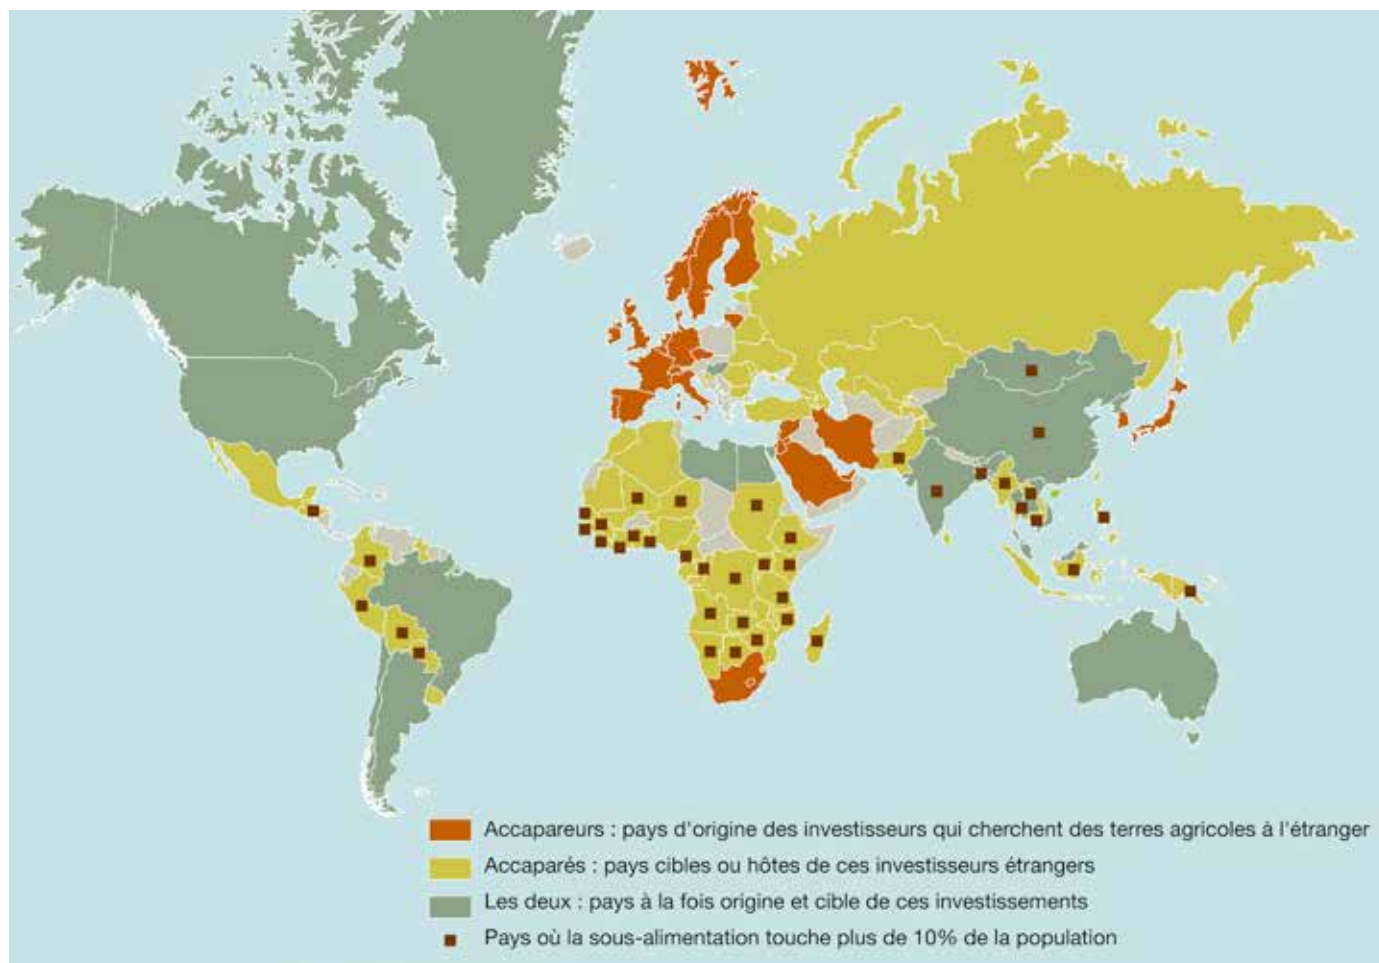 Accapareurs : pays d'origine des investisseurs qui cherchent des terres agricoles à l'étranger
Accaparés : pays cibles ou hôtes de ces investisseurs étrangers
Les deux : pays à la fois origine et cible de ces investissements
Pays où la sous-alimentation touche plus de 10% de la population